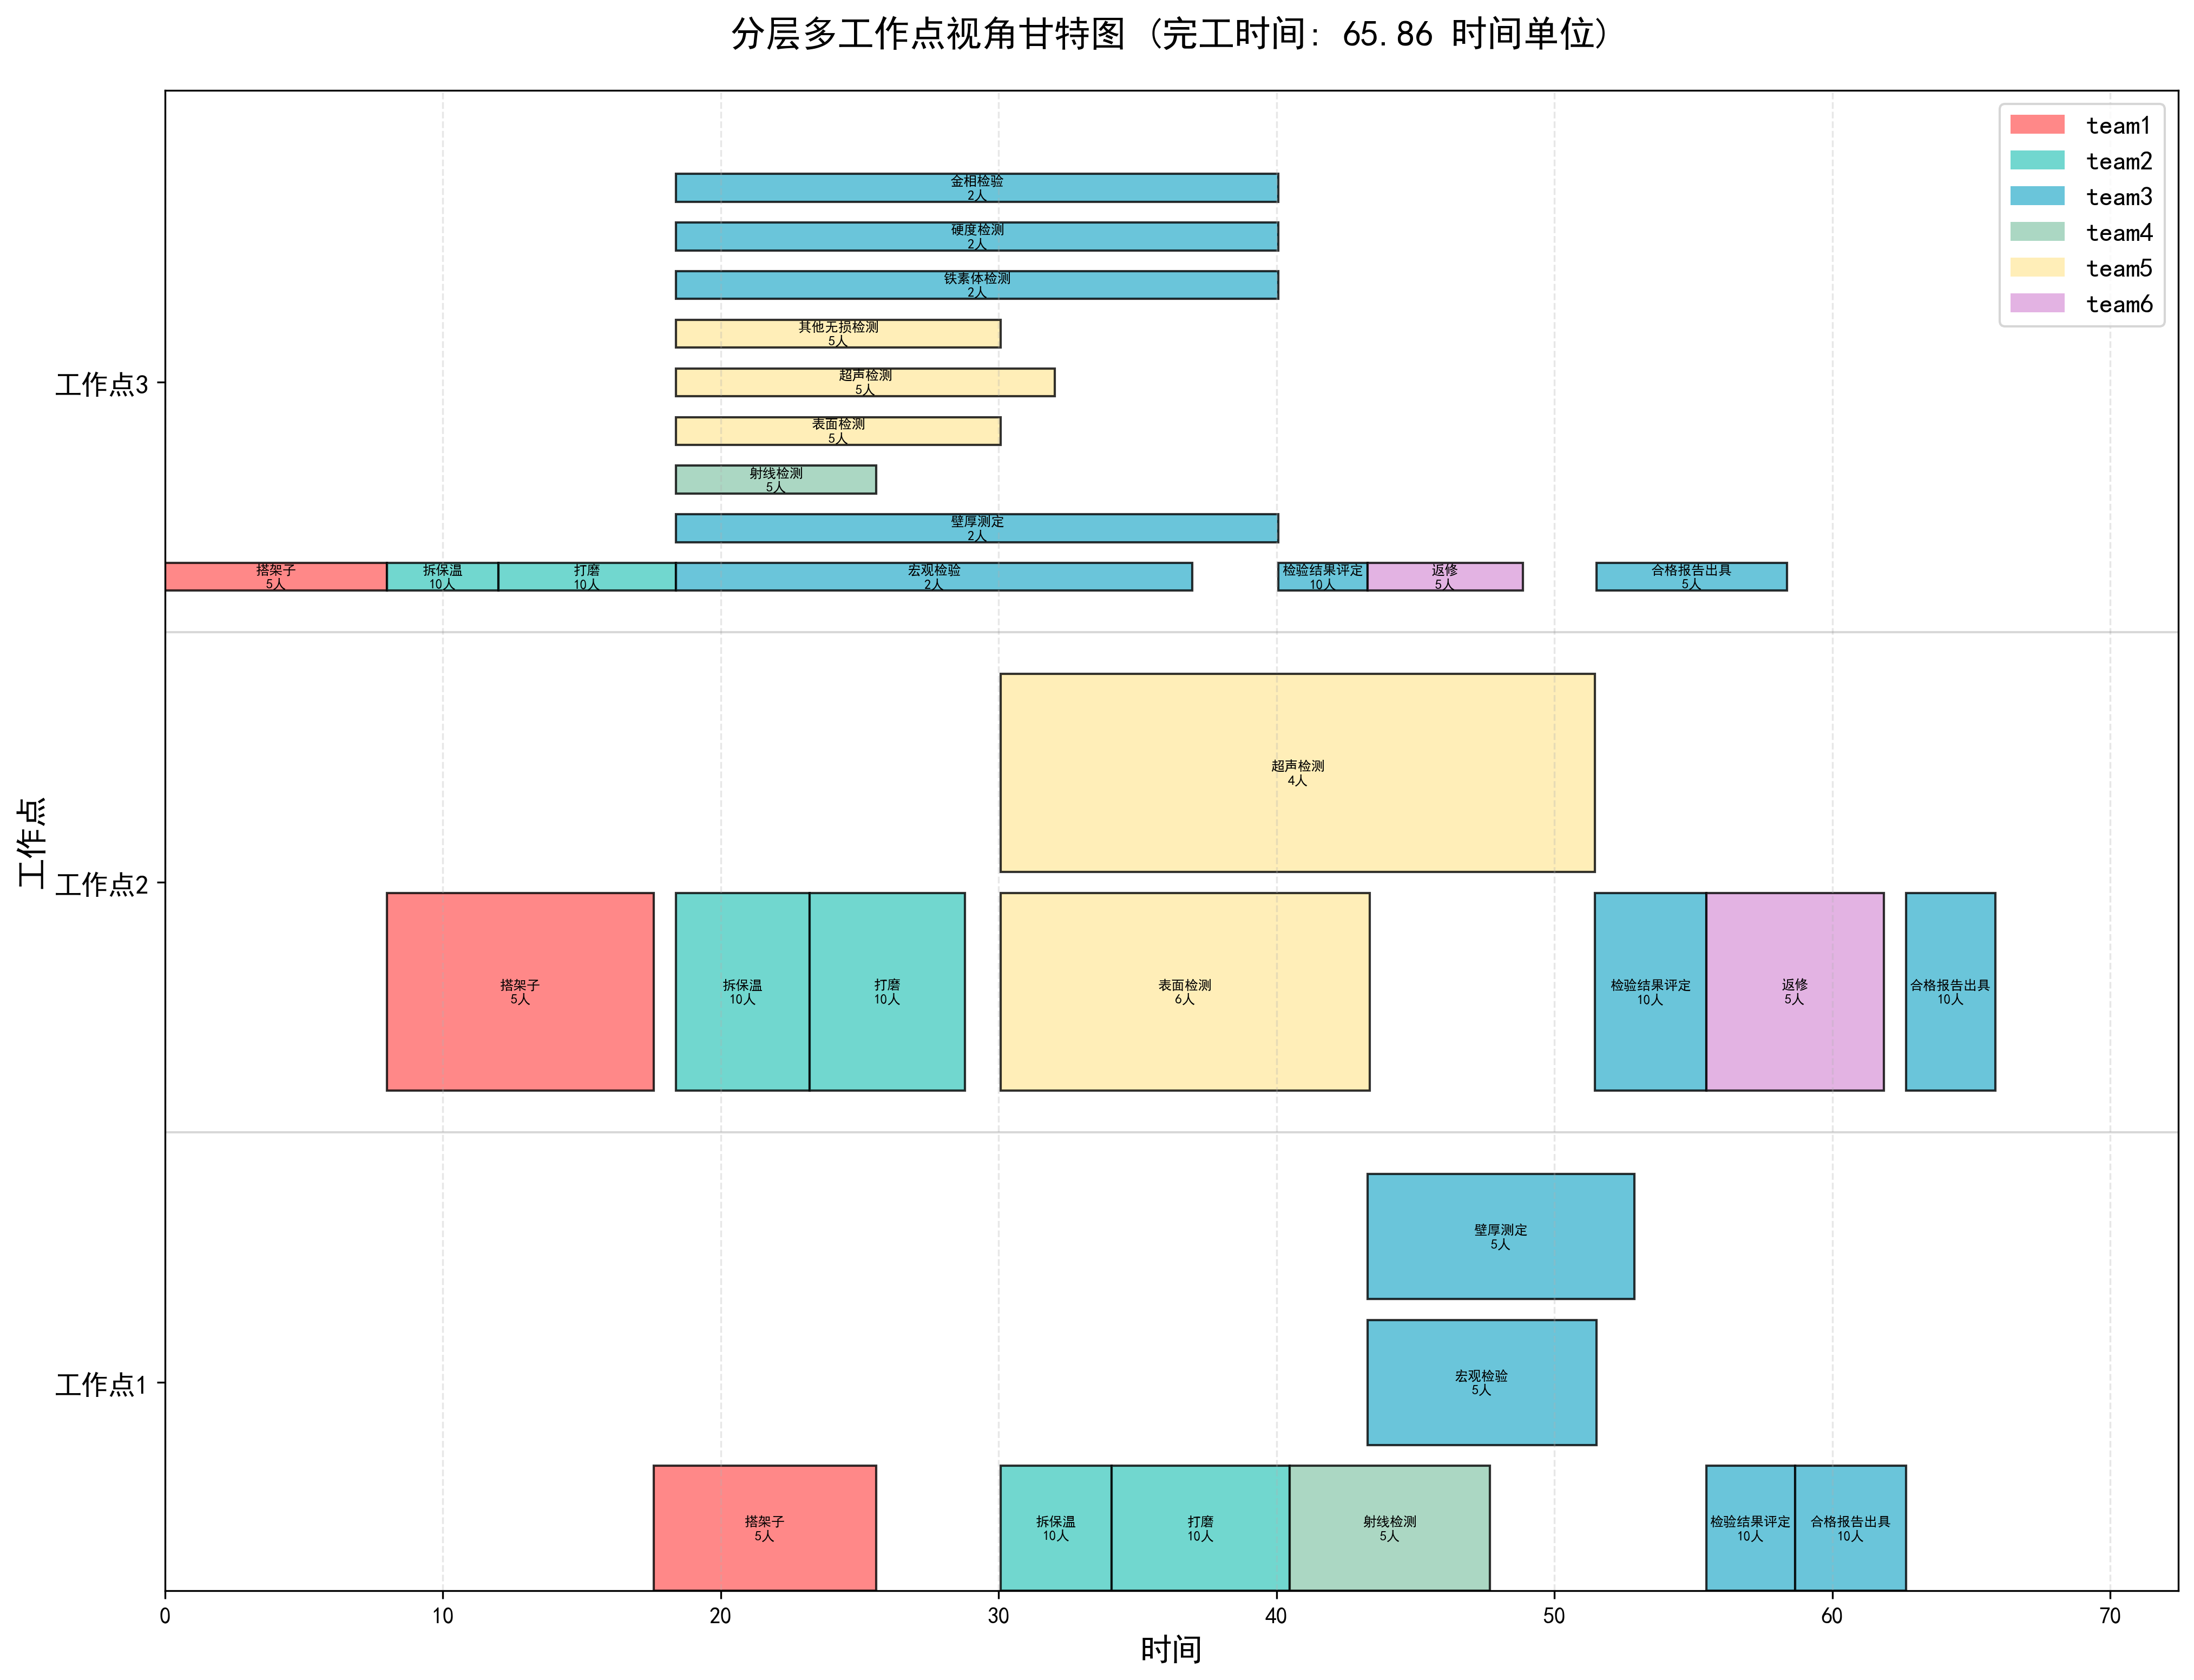 分层多工作点视角甘特图 (完工时间: 65.86 时间单位)
team1
team2
team3
team4
team5
team6
工作点
工作点3
金相检验
2人
硬度检测
2人
铁素体检测
2人
其他无损检测
5人
超声检测
5人
表面检测
5人
射线检测
5人
壁厚测定
2人
搭架子
5人
拆保温
10人
打磨
10人
宏观检验
2人
检验结果评定
10人
返修
5人
合格报告出具
5人
工作点2
超声检测
4人
搭架子
5人
拆保温
10人
打磨
10人
表面检测
6人
检验结果评定
10人
返修
5人
合格报告出具
10人
工作点1
壁厚测定
5人
宏观检验
5人
搭架子
5人
拆保温
10人
打磨
10人
射线检测
5人
检验结果评定
10人
合格报告出具
10人
0 10 20 30 40 50 60 70
时间